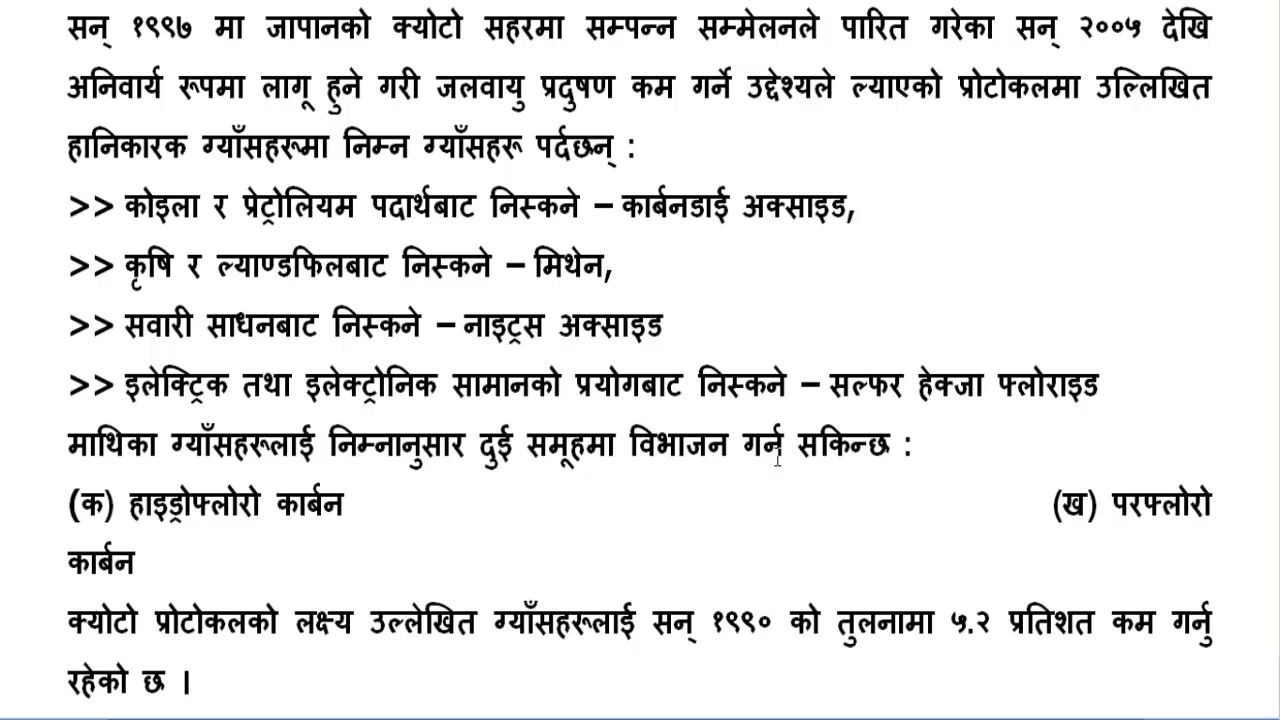 सन् १९९७ मा जापानको क्योटो सहरमा सम्पन्न सम्मेलनले पारित गरेका सन् २००५ देखि
अनिवार्य रूपमा लागू हुने गरी जलवायु प्रदुषण कम गर्ने उद्देश्यले ल्याएको प्रोटोकलमा उल्लिखित
हानिकारक ग्याँसहरूमा निम्न ग्याँसहरू पर्दछन् :
>> कोइला र प्रेट्रोलियम पदार्थबाट निस्कने – कार्बनडाई अक्साइड,
>> कृषि र ल्याण्डफिलबाट निस्कने – मिथेन,
>> सवारी साधनबाट निस्कने – नाइट्रस अक्साइड
>> इलेक्ट्रिक तथा इलेक्ट्रोनिक सामानको प्रयोगबाट निस्कने – सल्फर हेक्जा फ्लोराइड
माथिका ग्याँसहरूलाई निम्नानुसार दुई समूहमा विभाजन गर्न सकिन्छ :
(क) हाइड्रोफ्लोरो कार्बन (ख) परफ्लोरो
कार्बन
क्योटो प्रोटोकलको लक्ष्य उल्लेखित ग्याँसहरूलाई सन् १९९० को तुलनामा ५.२ प्रतिशत कम गर्नु
रहेको छ ।